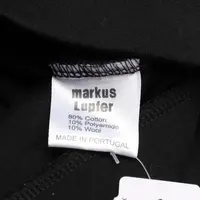 markus
Lupfer
80% Cotton
10% Polyamide
10% Wool
MADE IN PORTUGAL